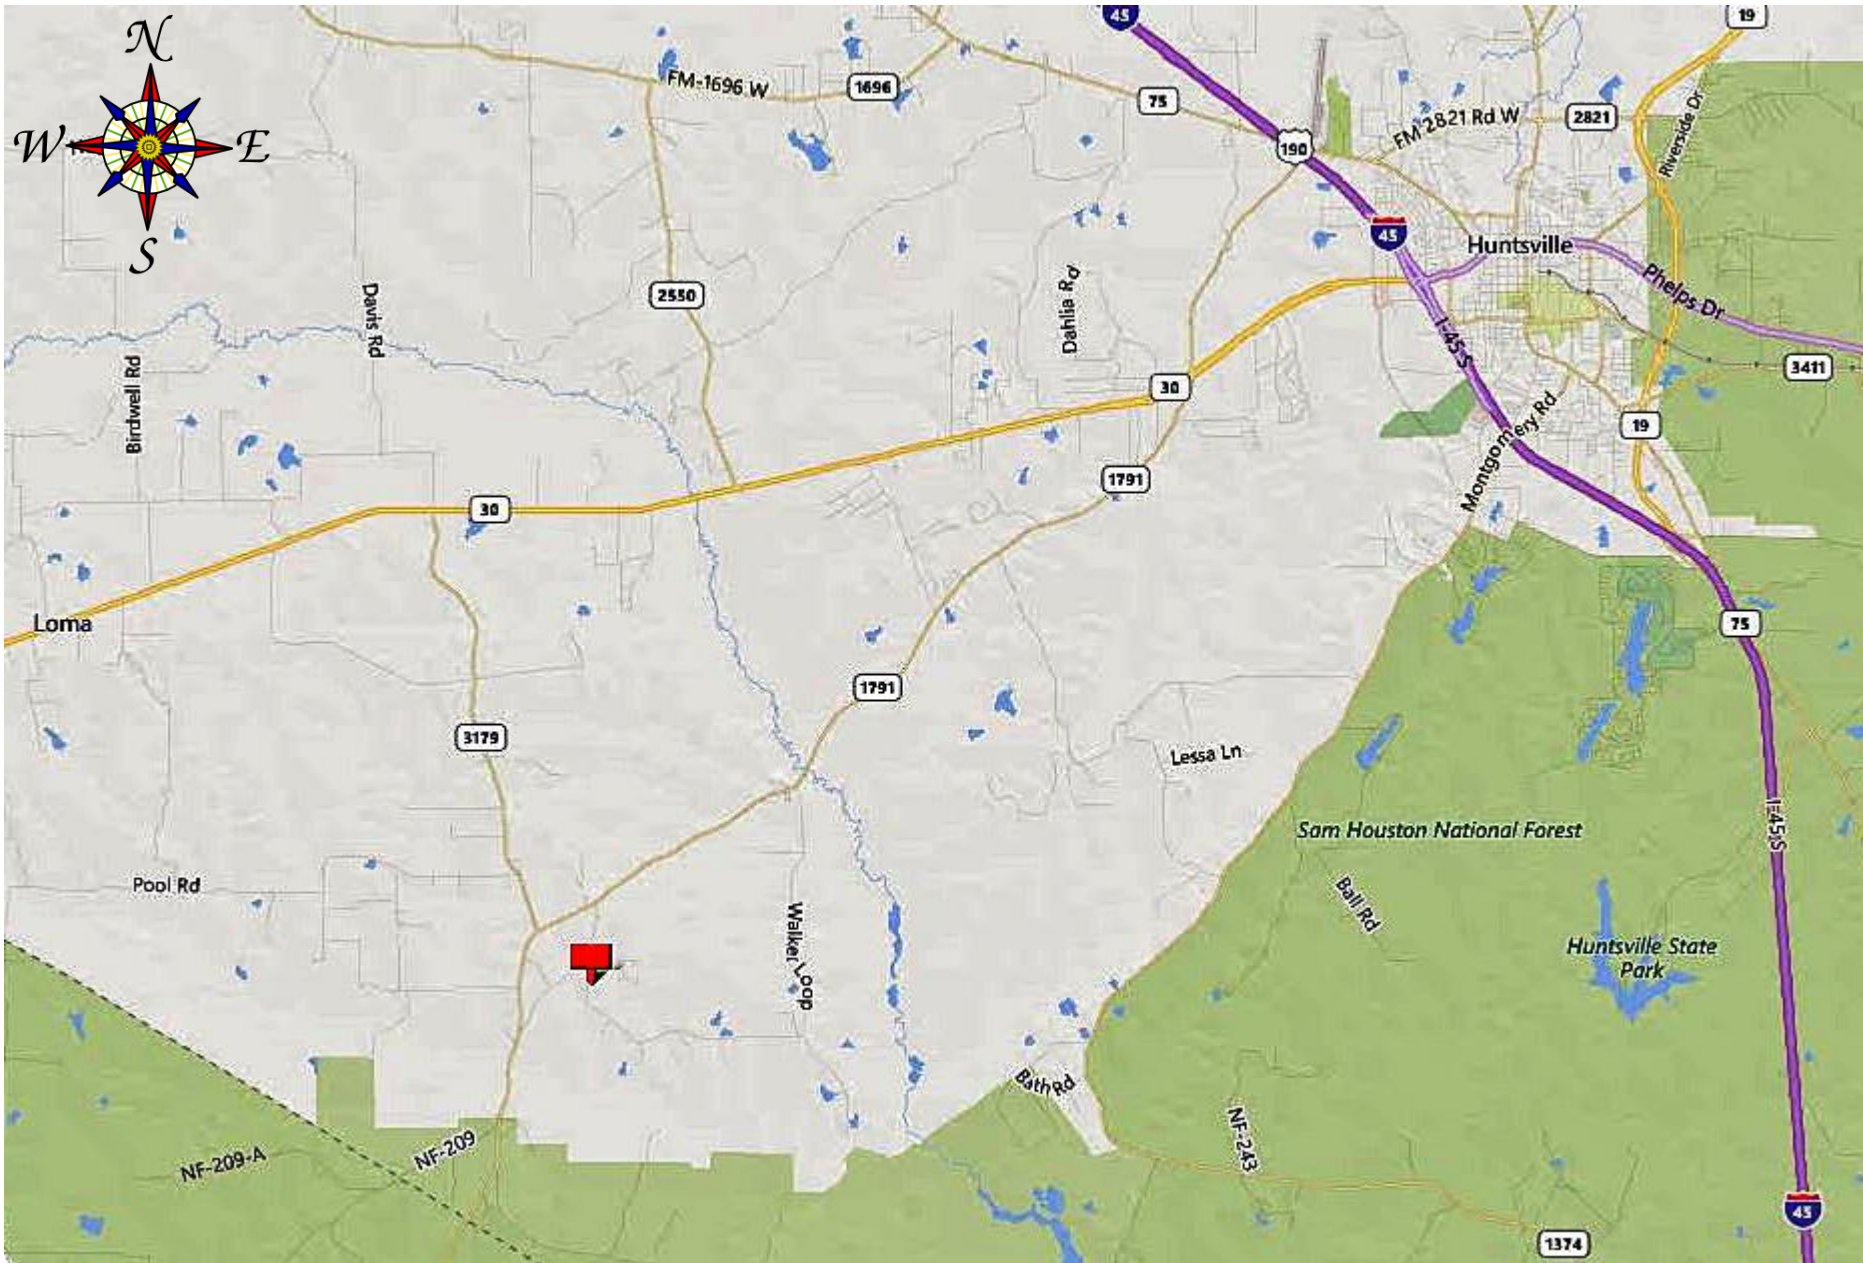 N
W
E
S
45
19
FM-1696 W
1696
75
190
FM 2821 Rd W
2821
Riverside Dr
45
Huntsville
Phelps Dr
2550
Davis Rd
Dahlia Rd
Birdwell Rd
I-45 S
30
3411
Montgomery Rd
19
1791
30
Loma
75
1791
3179
Lessa Ln
I-45 S
Sam Houston National Forest
Pool Rd
Ball Rd
Walker Loop
Huntsville State
Park
Bath Rd
NF-243
NF-209
NF-209-A
45
1374